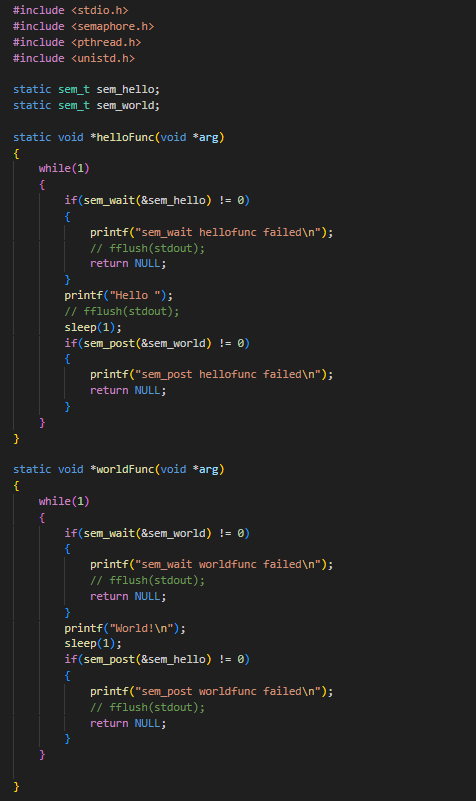 #include <stdio.h>
#include <semaphore.h>
#include <pthread.h>
#include <unistd.h>

static sem_t sem_hello;
static sem_t sem_world;

static void *helloFunc(void *arg)
{
    while(1)
    {
        if(sem_wait(&sem_hello) != 0)
        {
            printf("sem_wait hellofunc failed\n");
            // fflush(stdout);
            return NULL;
        }
        printf("Hello ");
        // fflush(stdout);
        sleep(1);
        if(sem_post(&sem_world) != 0)
        {
            printf("sem_post hellofunc failed\n");
            return NULL;
        }
    }
}

static void *worldFunc(void *arg)
{
    while(1)
    {
        if(sem_wait(&sem_world) != 0)
        {
            printf("sem_wait worldfunc failed\n");
            // fflush(stdout);
            return NULL;
        }
        printf("World!\n");
        sleep(1);
        if(sem_post(&sem_hello) != 0)
        {
            printf("sem_post worldfunc failed\n");
            // fflush(stdout);
            return NULL;
        }
    }

}